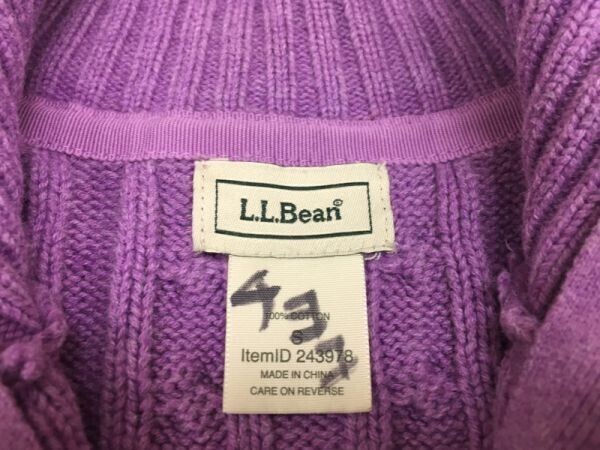 L.L.Bean®
100% COTTON
S
ItemID 243978
MADE IN CHINA
CARE ON REVERSE